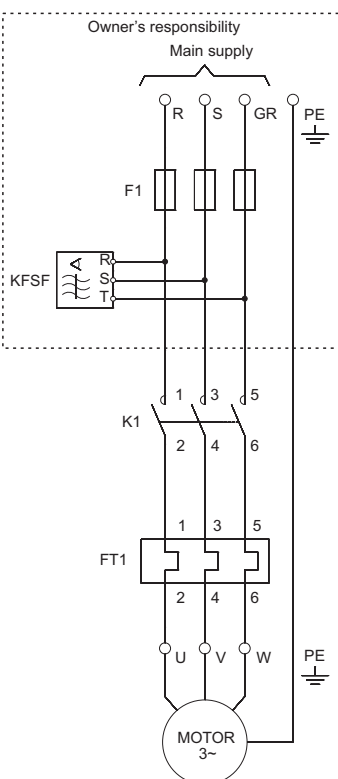 Owner's responsibility
Main supply
R S GR PE
F1
R
KFSF S
T
1 3 5
K1
2 4 6
1 3 5
FT1
2 4 6
U V W PE
MOTOR
3~